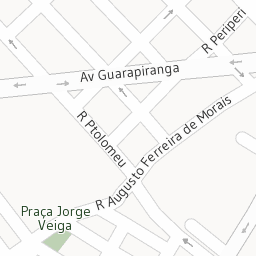 R Periperi
Av Guarapiranga
R Ptolomeu
R Augusto Ferreira de Morais
Praça Jorge
Veiga